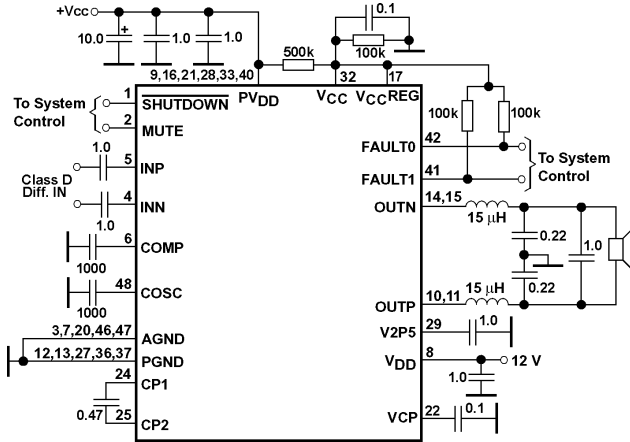 +Vcc
+
10.0
1.0
1.0
0.1
500k
100k
9,16,21,28,33,40
32
17
1
SHUTDOWN
PVDD
VCC
VCCREG
To System
Control
2
MUTE
100k
100k
42
FAULT0
1.0
5
INP
To System
Control
41
FAULT1
Class D
Diff. IN
4
INN
1.0
14,15
OUTN
15 μH
6
COMP
1000
0.22
1.0
48
COSC
1000
0.22
15 μH
10,11
OUTP
3,7,20,46,47
AGND
29
V2P5
1.0
12,13,27,36,37
PGND
8
VDD
12 V
24
CP1
1.0
0.47
25
CP2
22
VCP
0.1